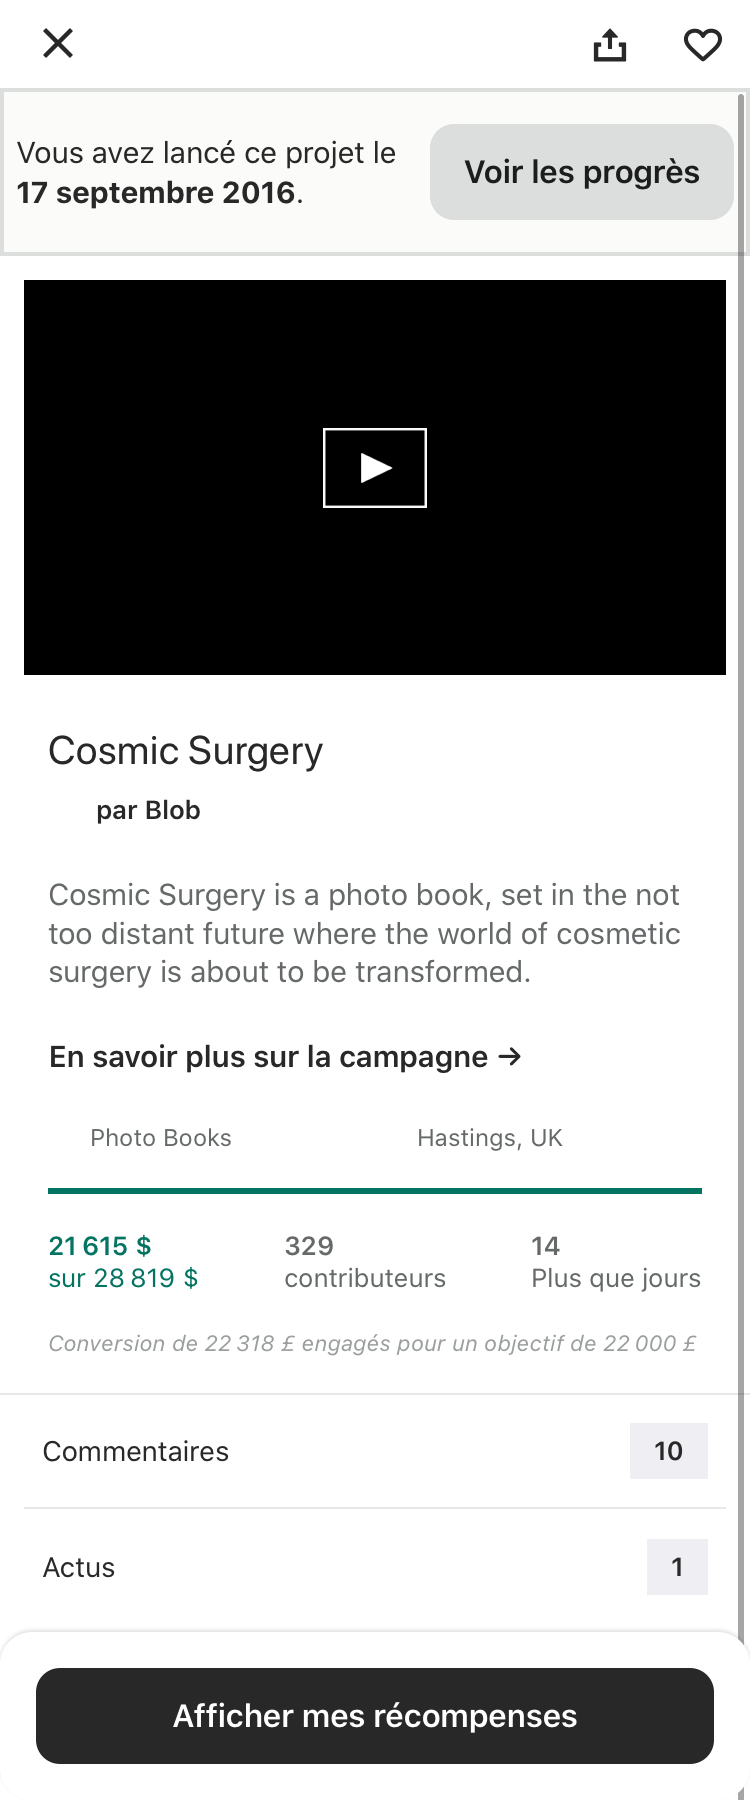 Vous avez lancé ce projet le
17 septembre 2016.
Voir les progrès
Cosmic Surgery
par Blob
Cosmic Surgery is a photo book, set in the not
too distant future where the world of cosmetic
surgery is about to be transformed.
En savoir plus sur la campagne →
Photo Books
Hastings, UK
21 615 $
sur 28 819 $
329
contributeurs
14
Plus que jours
Conversion de 22 318 £ engagés pour un objectif de 22 000 £
Commentaires
10
Actus
1
Afficher mes récompenses